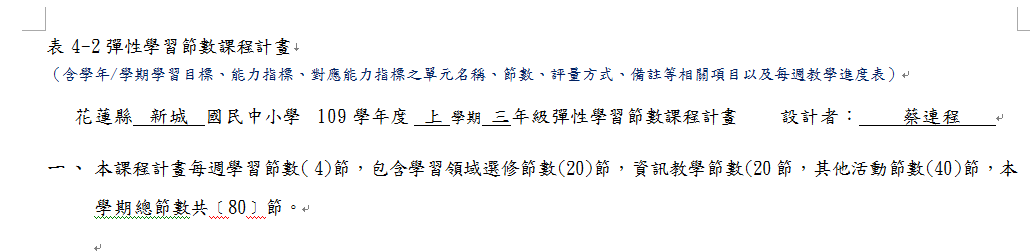 表 4-2 彈性學習節數課程計畫
（含學年/學期學習目標、能力指標、對應能力指標之單元名稱、節數、評量方式、備註等相關項目以及每週教學進度表）
花蓮縣 新城 國民中小學 109 學年度 上 學期 三年級彈性學習節數課程計畫 設計者： 蔡連程
一、 本課程計畫每週學習節數( 4)節，包含學習領域選修節數(20)節，資訊教學節數(20 節，其他活動節數(40)節，本
學期總節數共〔80〕節。